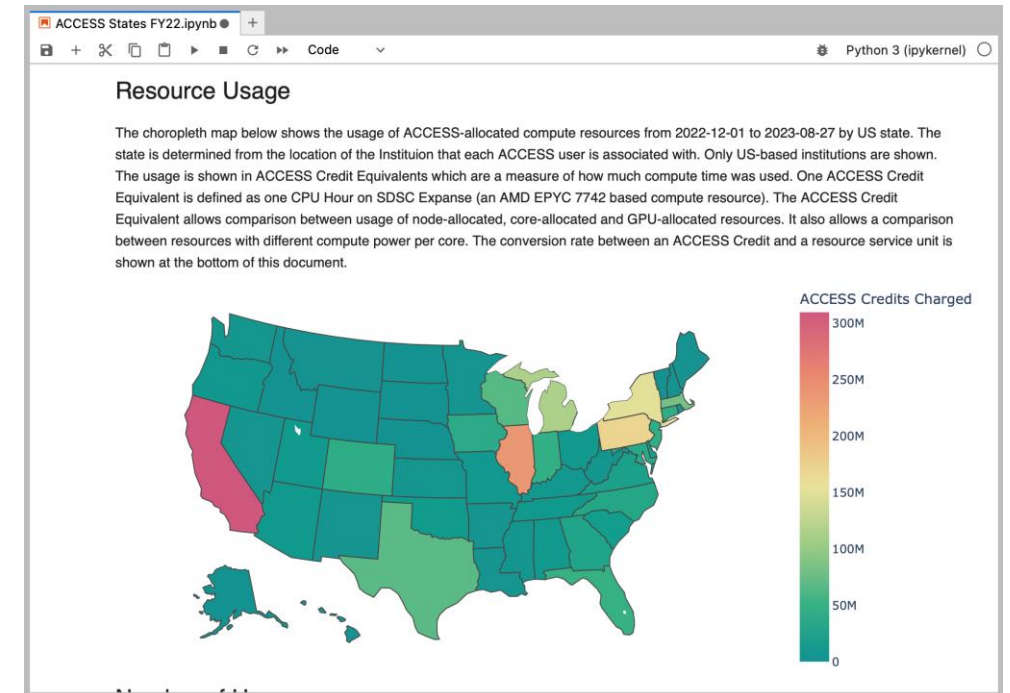 ACCESS States FY22.ipynb
Code
Python 3 (ipykernel)
Resource Usage
The choropleth map below shows the usage of ACCESS-allocated compute resources from 2022-12-01 to 2023-08-27 by US state. The
state is determined from the location of the Instituion that each ACCESS user is associated with. Only US-based institutions are shown.
The usage is shown in ACCESS Credit Equivalents which are a measure of how much compute time was used. One ACCESS Credit
Equivalent is defined as one CPU Hour on SDSC Expanse (an AMD EPYC 7742 based compute resource). The ACCESS Credit
Equivalent allows comparison between usage of node-allocated, core-allocated and GPU-allocated resources. It also allows a comparison
between resources with different compute power per core. The conversion rate between an ACCESS Credit and a resource service unit is
shown at the bottom of this document.
ACCESS Credits Charged
300M
250M
200M
150M
100M
50M
0